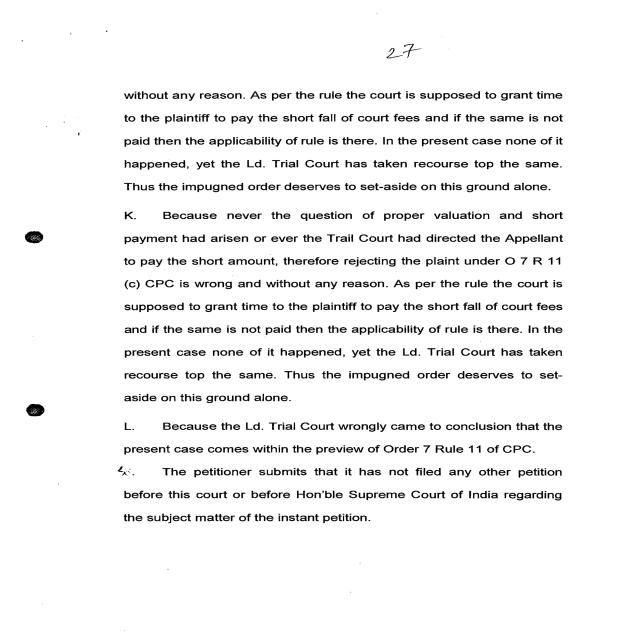 27
without any reason. As per the rule the court is supposed to grant time
to the plaintiff to pay the short fall of court fees and if the same is not
paid then the applicability of rule is there. In the present case none of it
happened, yet the Ld. Trial Court has taken recourse top the same.
Thus the impugned order deserves to set-aside on this ground alone.
K. Because never the question of proper valuation and short
payment had arisen or ever the Trail Court had directed the Appellant
to pay the short amount, therefore rejecting the plaint under O 7 R 11
(c) CPC is wrong and without any reason. As per the rule the court is
supposed to grant time to the plaintiff to pay the short fall of court fees
and if the same is not paid then the applicability of rule is there. In the
present case none of it happened, yet the Ld. Trial Court has taken
recourse top the same. Thus the impugned order deserves to set-
aside on this ground alone.
L. Because the Ld. Trial Court wrongly came to conclusion that the
present case comes within the preview of Order 7 Rule 11 of CPC.
The petitioner submits that it has not filed any other petition
before this court or before Hon'ble Supreme Court of India regarding
the subject matter of the instant petition.